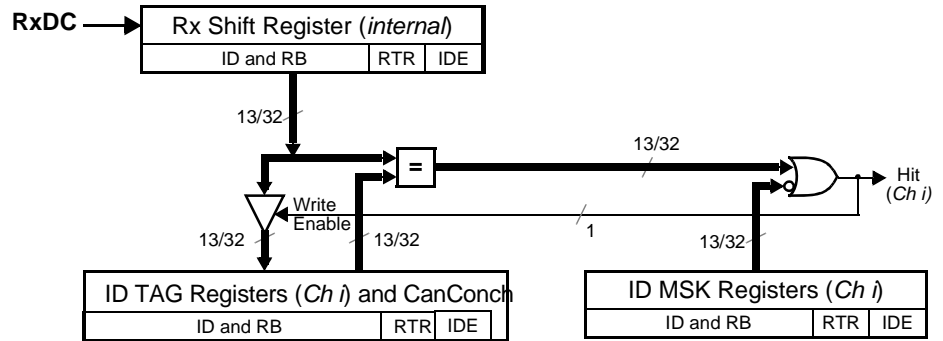 RxDC
Rx Shift Register (internal)
ID and RB RTR IDE
13/32
13/32
=
Hit
(Ch i)
Write
Enable
1
13/32
13/32
13/32
ID TAG Registers (Ch i) and CanConch
ID and RB RTR IDE
ID MSK Registers (Ch i)
ID and RB RTR IDE